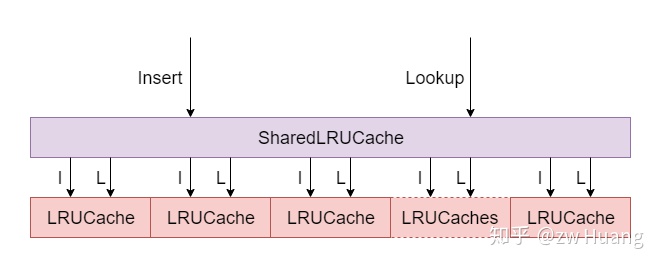 Insert
Lookup
SharedLRUCache
I L I L I L I L I L
LRUCache LRUCache LRUCache LRUCaches LRUCache
知乎 @zw Huang